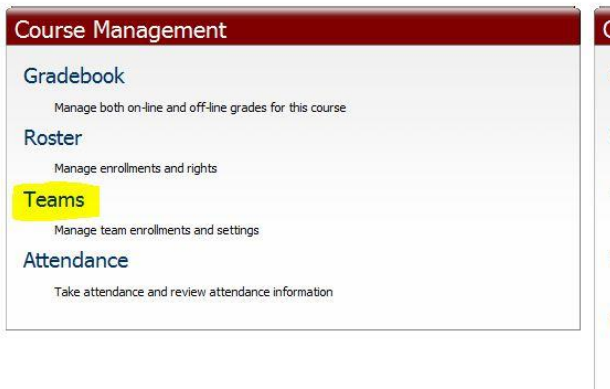 Course Management
Gradebook
Manage both on-line and off-line grades for this course
Roster
Manage enrollments and rights
Teams
Manage team enrollments and settings
Attendance
Take attendance and review attendance information